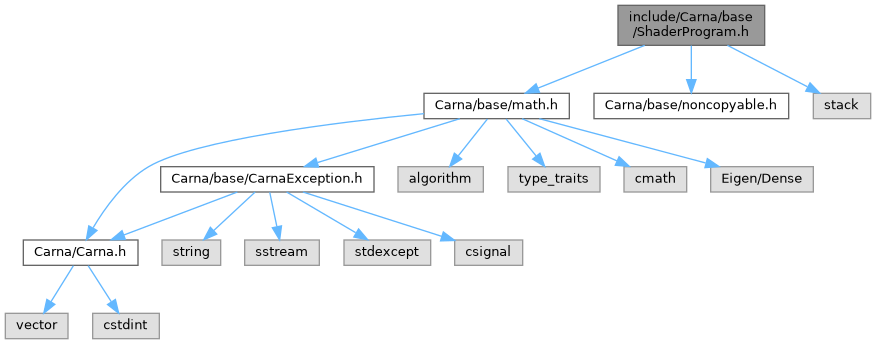 include/Carna/base
/ShaderProgram.h
Carna/base/math.h
Carna/base/noncopyable.h
stack
Carna/base/CarnaException.h
algorithm
type_traits
cmath
Eigen/Dense
Carna/Carna.h
string
sstream
stdexcept
csignal
vector
cstdint